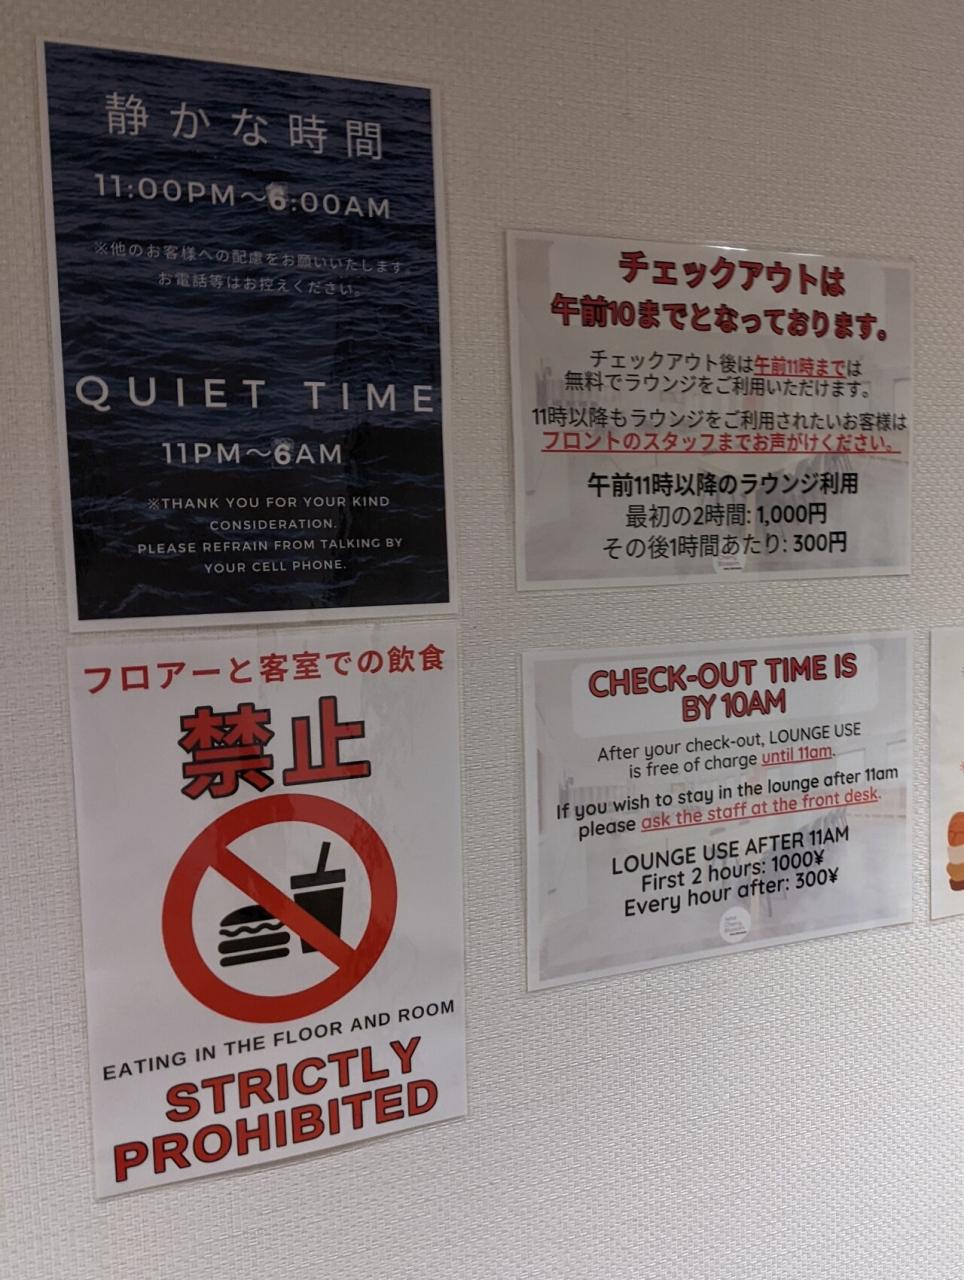 静かな時間
11:00PM〜6:00AM
※他のお客様への配慮をお願いいたします。
お電話等はお控えください。
QUIET TIME
11PM〜6AM
※THANK YOU FOR YOUR KIND
CONSIDERATION.
PLEASE REFRAIN FROM TALKING BY
YOUR CELL PHONE.
フロアーと客室での飲食
禁止
EATING IN THE FLOOR AND ROOM
STRICTLY
PROHIBITED
チェックアウトは
午前10までとなっております。
チェックアウト後は午前11時までは
無料でラウンジをご利用いただけます。
11時以降もラウンジをご利用されたいお客様は
フロントのスタッフまでお声がけください。
午前11時以降のラウンジ利用
最初の2時間: 1,000円
その後1時間あたり: 300円
CHECK-OUT TIME IS
BY 10AM
After your check-out, LOUNGE USE
is free of charge until 11am.
If you wish to stay in the lounge after 11am
please ask the staff at the front desk.
LOUNGE USE AFTER 11AM
First 2 hours: 1000¥
Every hour after: 300¥